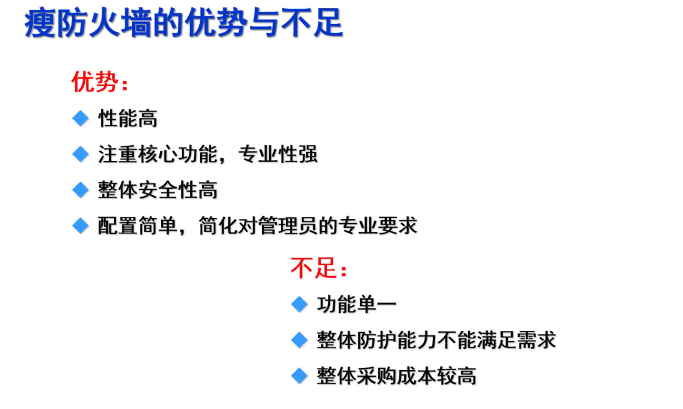 瘦防火墙的优势与不足
优势：
性能高
注重核心功能，专业性强
整体安全性高
配置简单，简化对管理员的专业要求
不足：
功能单一
整体防护能力不能满足需求
整体采购成本较高